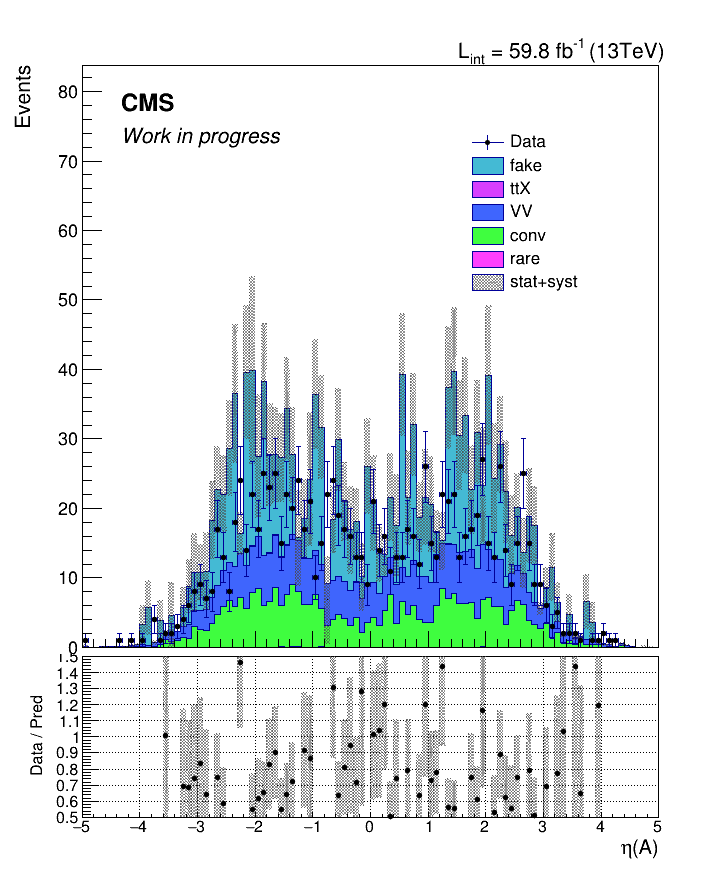 L_int = 59.8 fb^-1 (13TeV)
Events
CMS
Work in progress
Data
fake
ttX
VV
conv
rare
stat+syst
80
70
60
50
40
30
20
10
0
Data / Pred
1.5
1.4
1.3
1.2
1.1
1
0.9
0.8
0.7
0.6
0.5
−5 −4 −3 −2 −1 0 1 2 3 4 5
η(A)